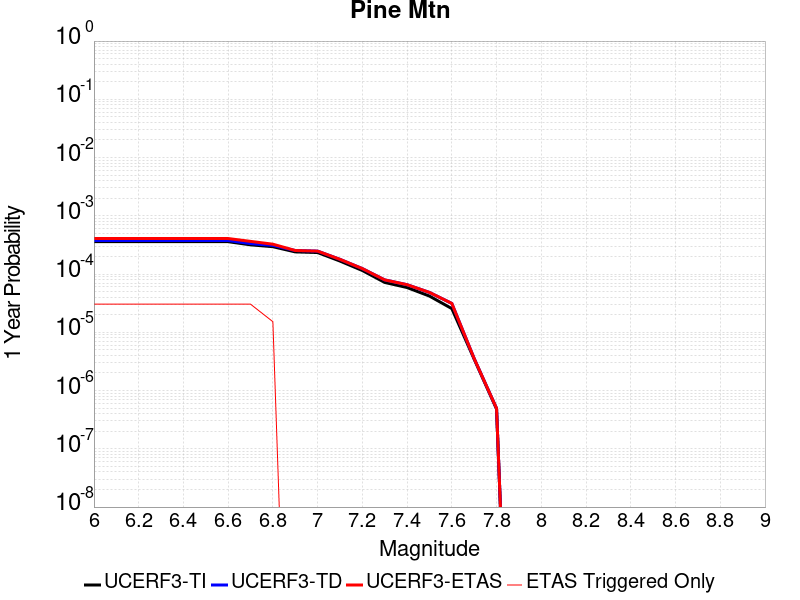 Pine Mtn
10^0
10^-1
10^-2
10^-3
10^-4
10^-5
10^-6
10^-7
10^-8
1 Year Probability
6 6.2 6.4 6.6 6.8 7 7.2 7.4 7.6 7.8 8 8.2 8.4 8.6 8.8 9
Magnitude
UCERF3-TI UCERF3-TD UCERF3-ETAS ETAS Triggered Only